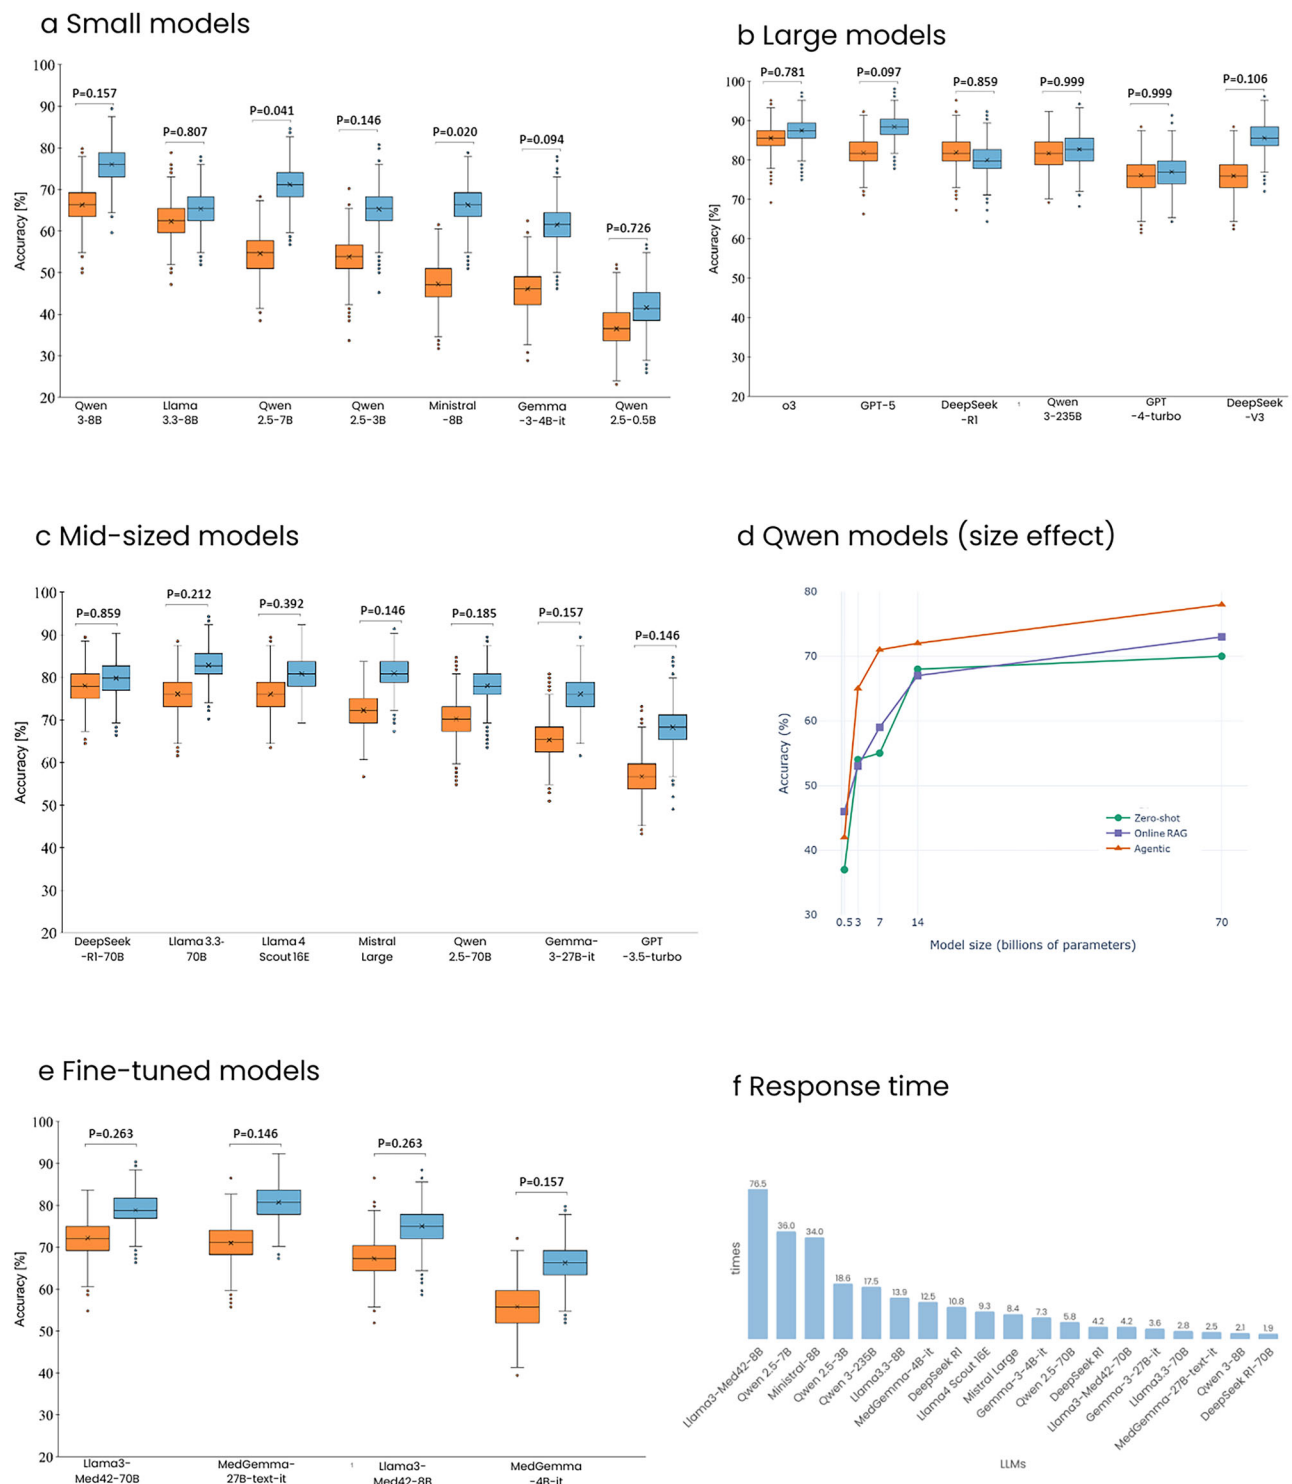 a Small models
100
90
80
70
60
50
40
30
20
Accuracy [%]
P=0.157
P=0.807
P=0.041
P=0.146
P=0.020
P=0.094
P=0.726
Qwen
3-8B
Llama
3.3-8B
Qwen
2.5-7B
Qwen
2.5-3B
Ministral
-8B
Gemma
-3-4B-it
Qwen
2.5-0.5B
b Large models
100
90
80
70
60
50
40
30
20
Accuracy [%]
P=0.781
P=0.097
P=0.859
P=0.999
P=0.999
P=0.106
o3
GPT-5
DeepSeek
-R1
Qwen
3-235B
GPT
-4-turbo
DeepSeek
-V3
c Mid-sized models
100
90
80
70
60
50
40
30
20
Accuracy [%]
P=0.859
P=0.212
P=0.392
P=0.146
P=0.185
P=0.157
P=0.146
DeepSeek
-R1-70B
Llama 3.3-
70B
Llama 4
Scout 16E
Mistral
Large
Qwen
2.5-70B
Gemma-
3-27B-it
GPT
-3.5-turbo
d Qwen models (size effect)
80
70
60
50
40
30
Accuracy (%)
Zero-shot
Online RAG
Agentic
0.5 3 7 14 70
Model size (billions of parameters)
e Fine-tuned models
100
90
80
70
60
50
40
30
20
Accuracy [%]
P=0.263
P=0.146
P=0.263
P=0.157
Llama3-
Med42-70B
MedGemma-
27B-text-it
Llama3-
Med42-8B
MedGemma
-4B-it
f Response time
times
76.5
36.0
34.0
18.6
17.5
13.9
12.5
10.8
9.3
8.4
7.3
5.8
4.2
4.2
3.6
2.8
2.5
2.1
1.9
Llama3-Med42-8B
Qwen 2.5-7B
Ministral-8B
Qwen 2.5-3B
Qwen 3-235B
Llama3.3-8B
MedGemma-4B-it
DeepSeek R1
Llama4 Scout 16E
Mistral Large
Gemma-3-4B-it
Qwen 2.5-70B
DeepSeek R1
Llama3-Med42-70B
Gemma-3-27B-it
Llama3.3-70B
MedGemma-27B-text-it
Qwen 3-8B
DeepSeek R1-70B
LLMs